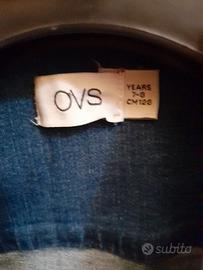 OVS
YEARS
7-8
CM128
subito